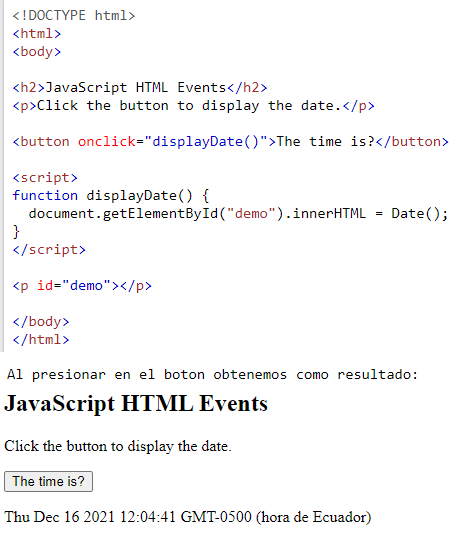 <!DOCTYPE html>
<html>
<body>
<h2>JavaScript HTML Events</h2>
<p>Click the button to display the date.</p>
<button onclick="displayDate()">The time is?</button>
<script>
function displayDate() {
  document.getElementById("demo").innerHTML = Date();
}
</script>
<p id="demo"></p>
</body>
</html>
Al presionar en el boton obtenemos como resultado:
JavaScript HTML Events
Click the button to display the date.
The time is?
Thu Dec 16 2021 12:04:41 GMT-0500 (hora de Ecuador)